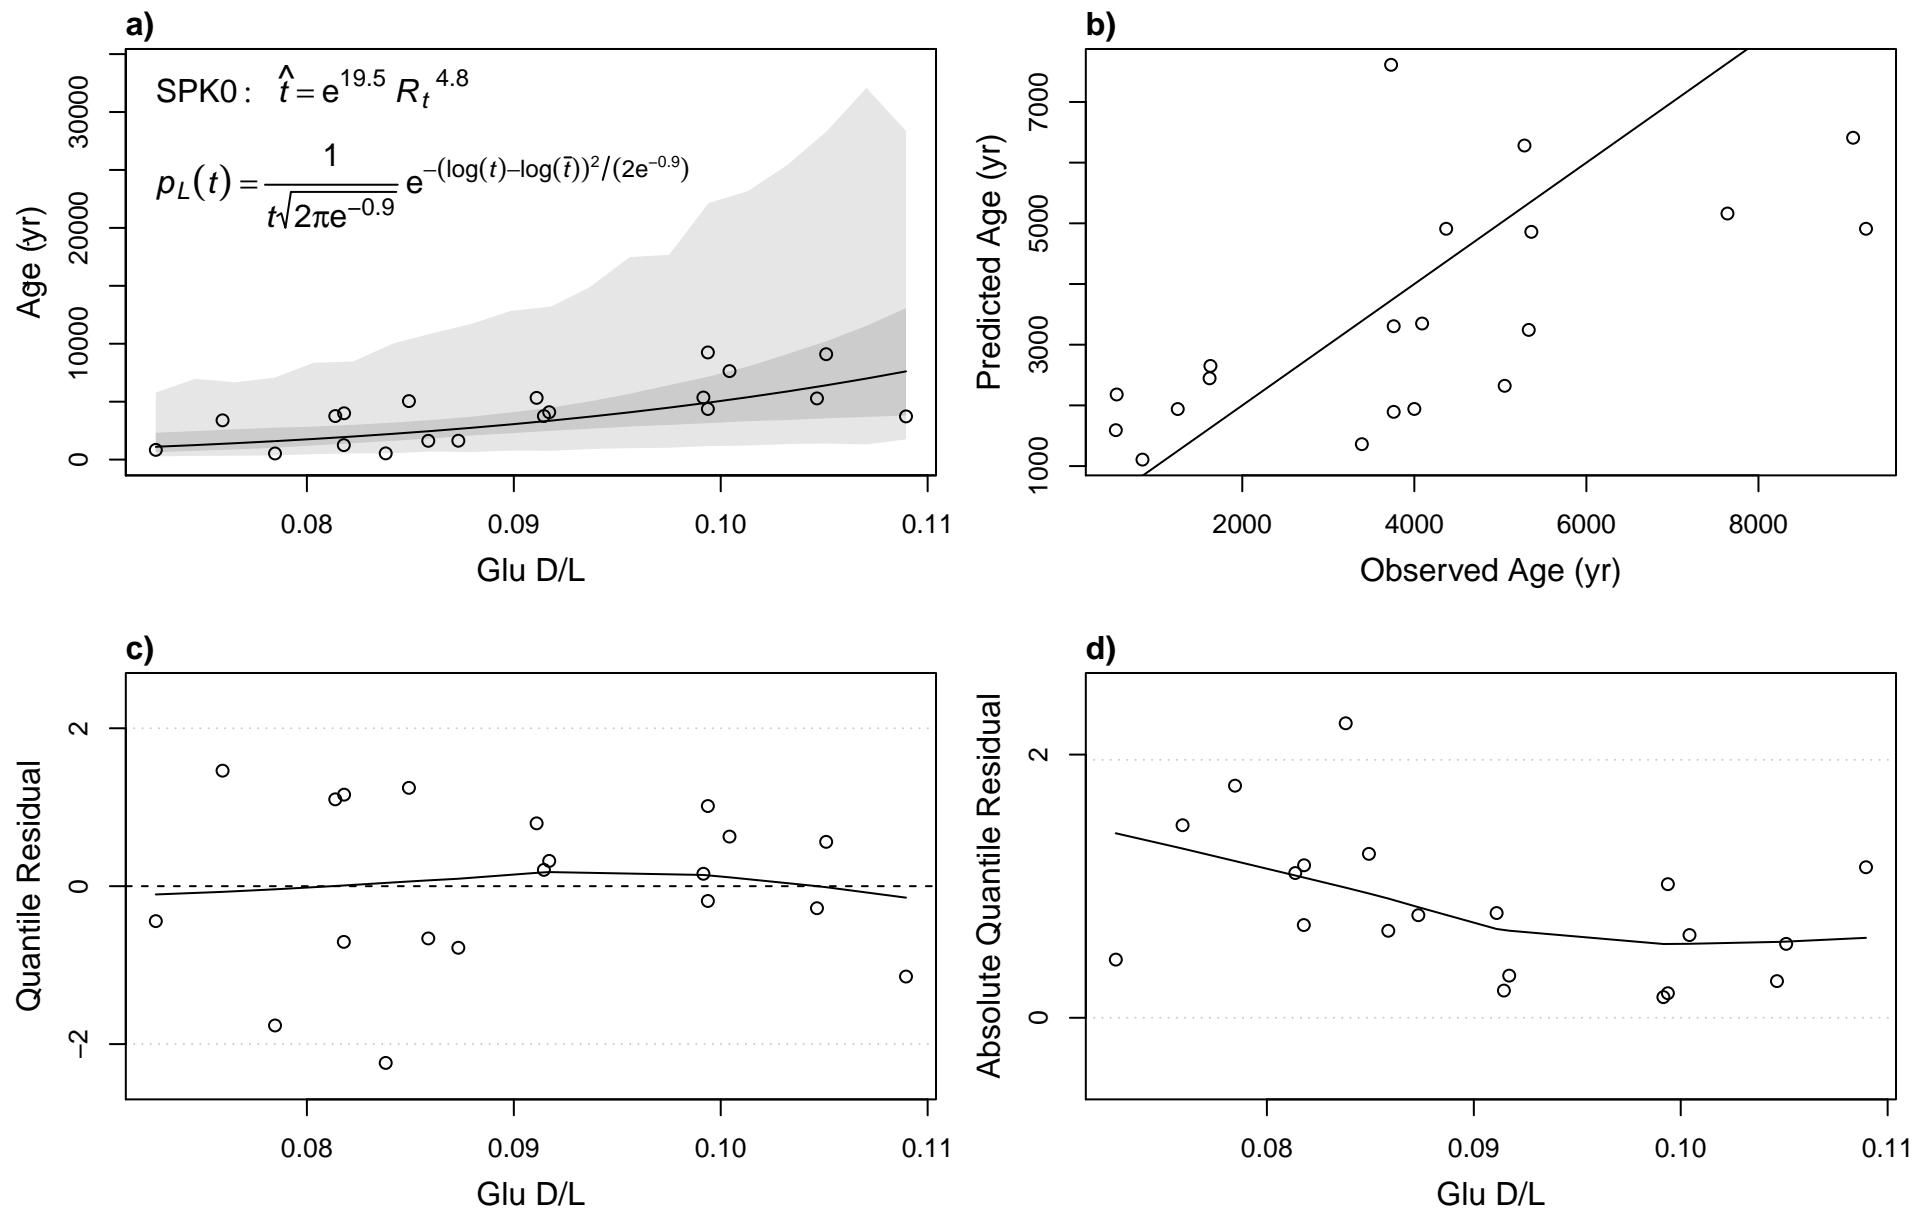 a)
SPK0 : t̂ = e^19.5 R_t^4.8
p_L(t) = 1 / (t√(2πe^−0.9)) e^−(log(t)−log(t̄))²/(2e^−0.9)
Age (yr)
0
10000
20000
30000
0.08 0.09 0.10 0.11
Glu D/L
b)
Predicted Age (yr)
1000
3000
5000
7000
2000 4000 6000 8000
Observed Age (yr)
c)
Quantile Residual
−2
0
2
0.08 0.09 0.10 0.11
Glu D/L
d)
Absolute Quantile Residual
0
2
0.08 0.09 0.10 0.11
Glu D/L